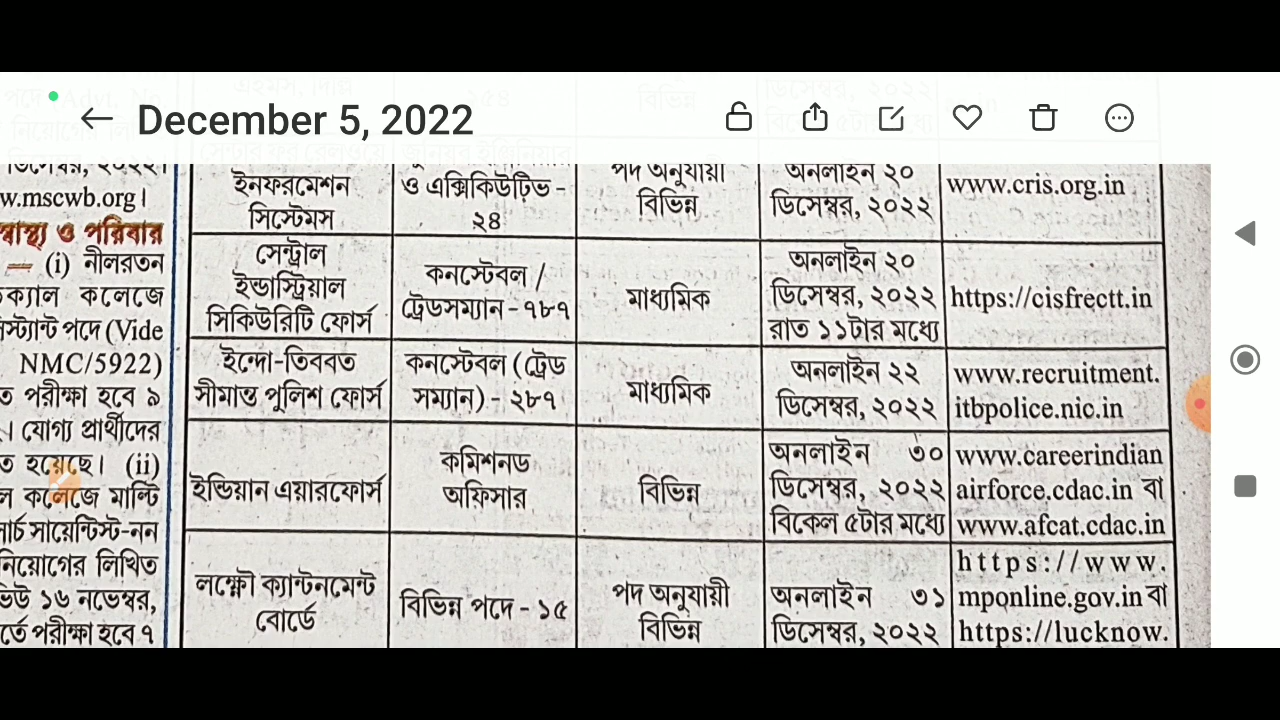 December 5, 2022
w.mscwb.org।
স্বাস্থ্য ও পরিবার
(i) নীলরতন
কলেজে
পদে (Vide
NMC/5922)
ত পরীক্ষা হবে ৯
। যোগ্য প্রার্থীদের
ত হয়েছে। (ii)
ল কলেজে মাল্টি
সায়েন্টিস্ট-নন
নিয়োগের লিখিত
১৬ নভেম্বর,
র্তে পরীক্ষা হবে ৭
ইনফরমেশন
সিস্টেমস
ও এক্সিকিউটিভ -
২৪
পদ অনুযায়ী
বিভিন্ন
অনলাইন ২০
ডিসেম্বর, ২০২২
www.cris.org.in
সেন্ট্রাল
ইন্ডাস্ট্রিয়াল
সিকিউরিটি ফোর্স
কনস্টেবল /
ট্রেডসম্যান - ৭৮৭
মাধ্যমিক
অনলাইন ২০
ডিসেম্বর, ২০২২
রাত ১১টার মধ্যে
https://cisfrectt.in
ইন্দো-তিববত
সীমান্ত পুলিশ ফোর্স
কনস্টেবল (ট্রেড
সম্যান) - ২৮৭
মাধ্যমিক
অনলাইন ২২
ডিসেম্বর, ২০২২
www.recruitment.
itbpolice.nic.in
ইন্ডিয়ান এয়ারফোর্স
কমিশনড
অফিসার
বিভিন্ন
অনলাইন ৩০
ডিসেম্বর, ২০২২
বিকেল ৫টার মধ্যে
www.careerindian
airforce.cdac.in বা
www.afcat.cdac.in
লক্ষ্ণৌ ক্যান্টনমেন্ট
বোর্ডে
বিভিন্ন পদে - ১৫
পদ অনুযায়ী
বিভিন্ন
অনলাইন ৩১
ডিসেম্বর, ২০২২
https://www.
mponline.gov.in বা
https://lucknow.